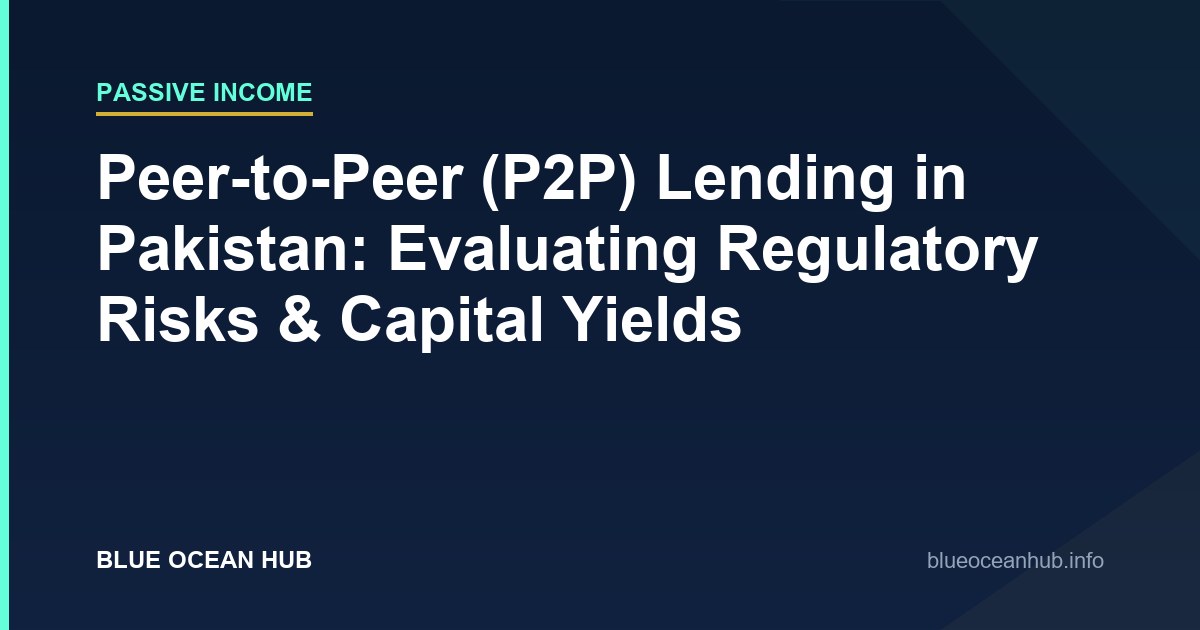 PASSIVE INCOME
Peer-to-Peer (P2P) Lending in
Pakistan: Evaluating Regulatory
Risks & Capital Yields
BLUE OCEAN HUB
blueoceanhub.info